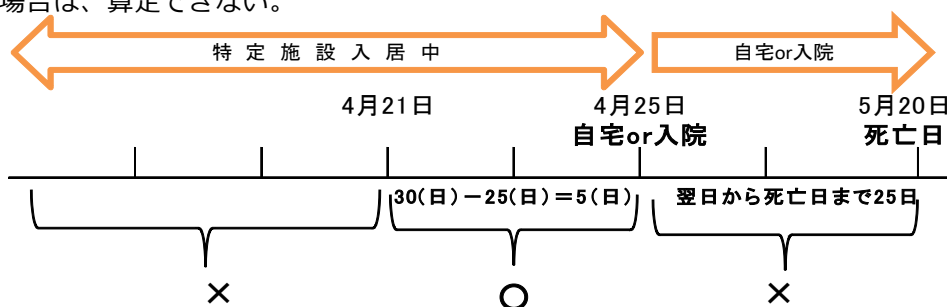 場合は、算定できない。
特定施設入居中
自宅or入院
4月21日
4月25日
5月20日
自宅or入院
死亡日
30(日)－25(日)＝5(日)
翌日から死亡日まで25日
×
○
×